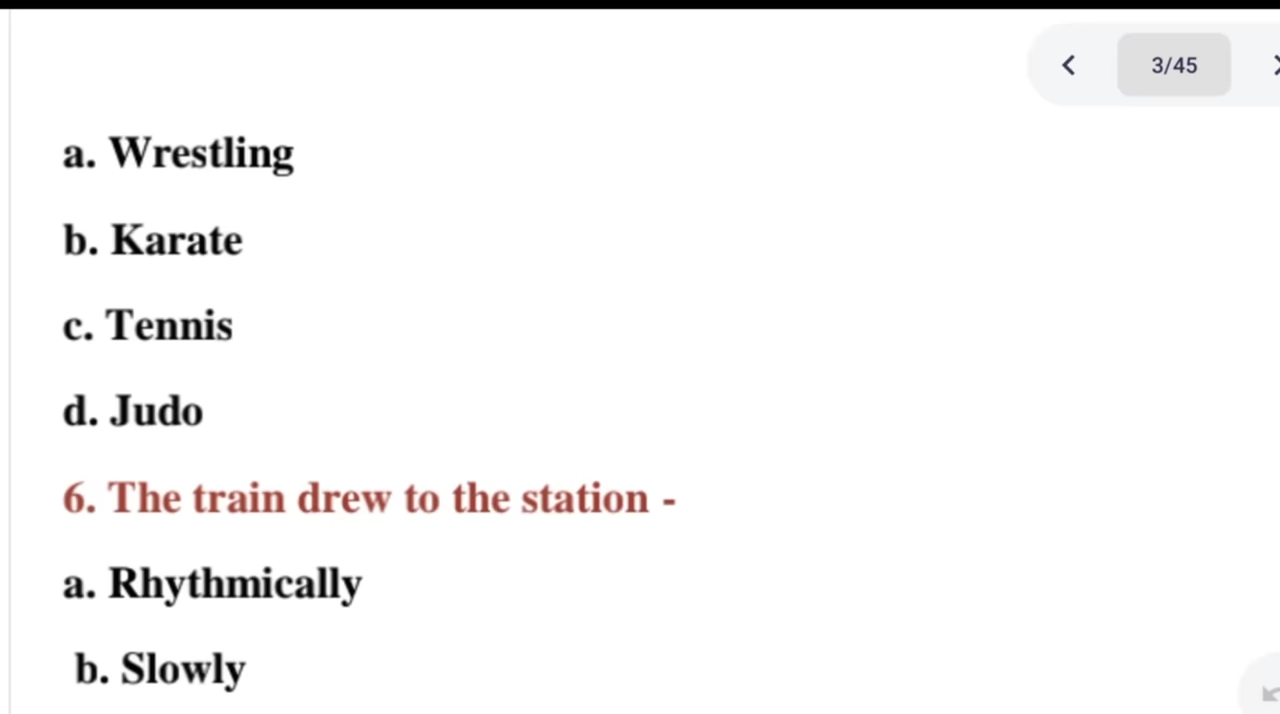 3/45
a. Wrestling
b. Karate
c. Tennis
d. Judo
6. The train drew to the station -
a. Rhythmically
b. Slowly